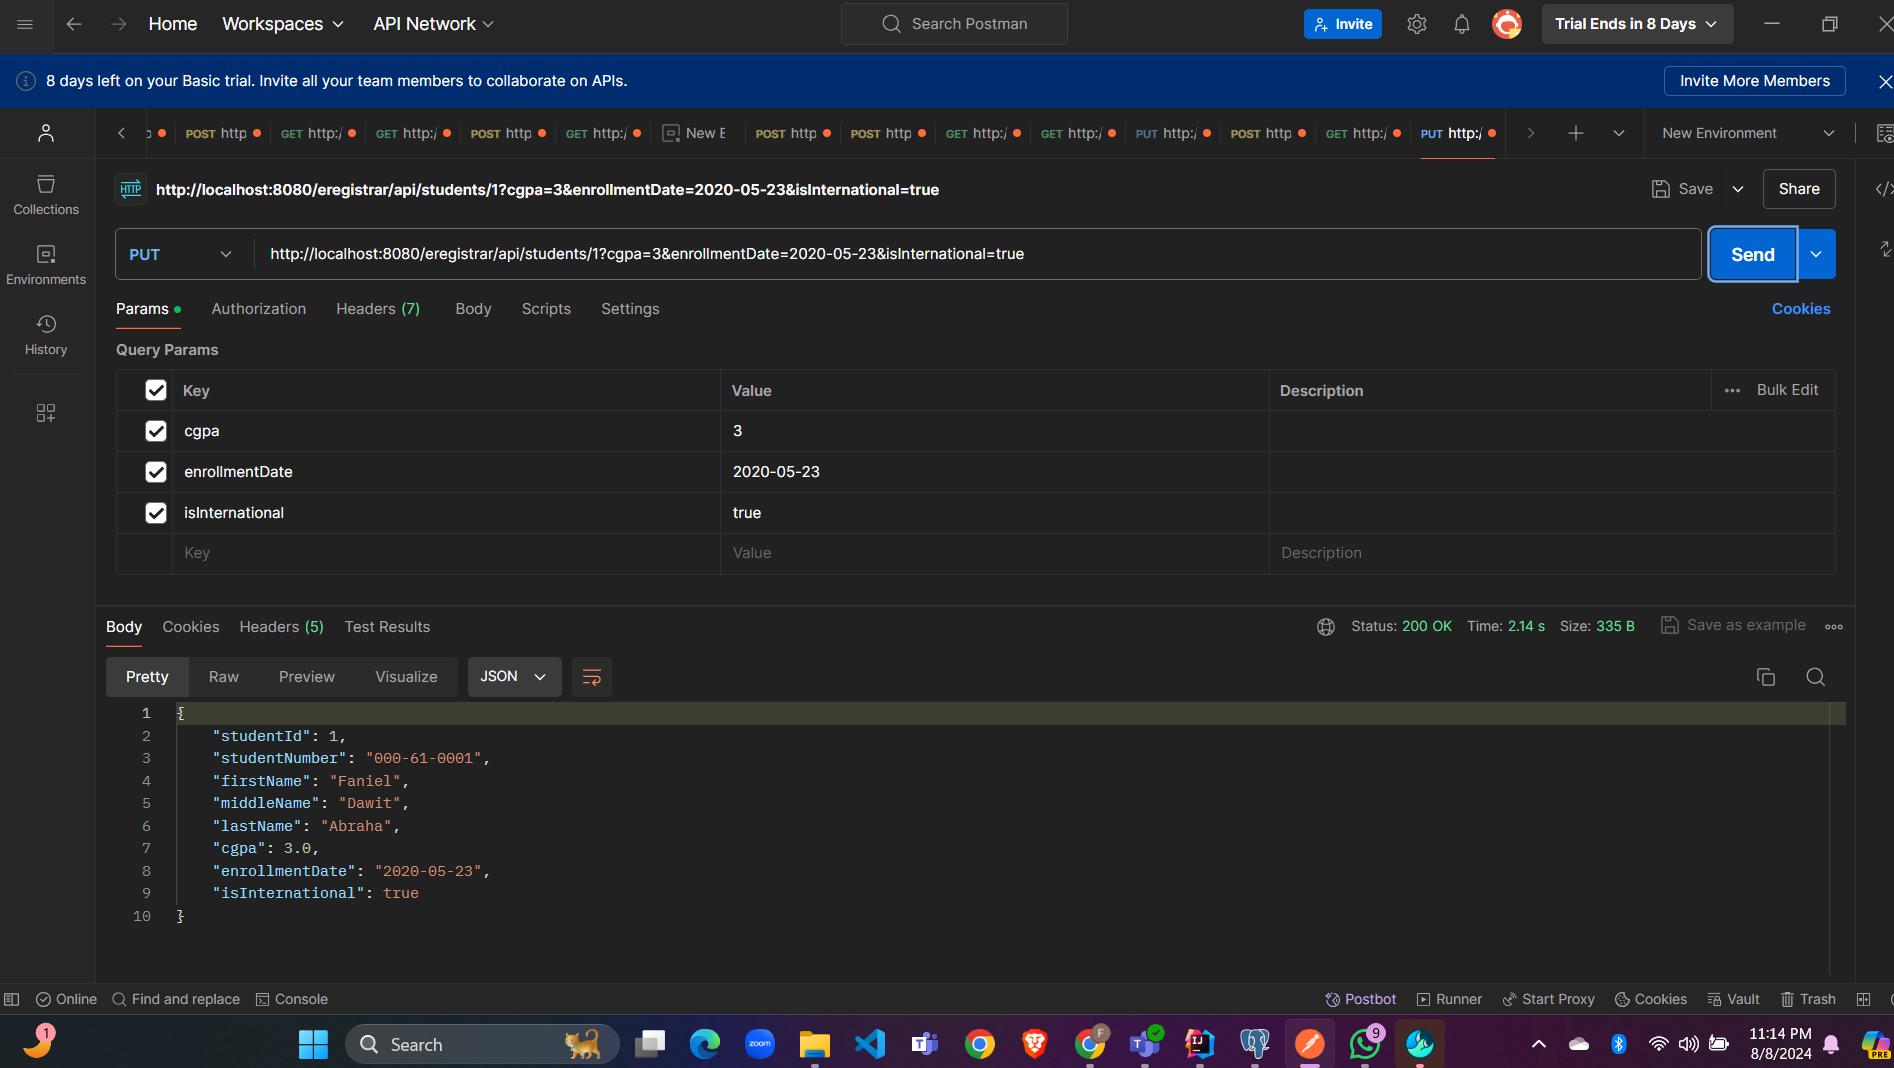 Home Workspaces API Network Search Postman Invite Trial Ends in 8 Days
8 days left on your Basic trial. Invite all your team members to collaborate on APIs. Invite More Members
POST http GET http:/ GET http:/ POST http GET http:/ New E POST http POST http GET http:/ GET http:/ PUT http:/ POST http GET http:/ PUT http:/ New Environment
HTTP http://localhost:8080/eregistrar/api/students/1?cgpa=3&enrollmentDate=2020-05-23&isInternational=true Save Share
Collections
PUT http://localhost:8080/eregistrar/api/students/1?cgpa=3&enrollmentDate=2020-05-23&isInternational=true Send
Environments
Params Authorization Headers (7) Body Scripts Settings Cookies
History
Query Params
Key Value Description Bulk Edit
cgpa 3
enrollmentDate 2020-05-23
isInternational true
Key Value Description
Body Cookies Headers (5) Test Results Status: 200 OK Time: 2.14 s Size: 335 B Save as example
Pretty Raw Preview Visualize JSON
1 {
2 "studentId": 1,
3 "studentNumber": "000-61-0001",
4 "firstName": "Faniel",
5 "middleName": "Dawit",
6 "lastName": "Abraha",
7 "cgpa": 3.0,
8 "enrollmentDate": "2020-05-23",
9 "isInternational": true
10 }
Online Find and replace Console Postbot Runner Start Proxy Cookies Vault Trash
1 Search zoom T F T IJ 9 11:14 PM PRE
8/8/2024